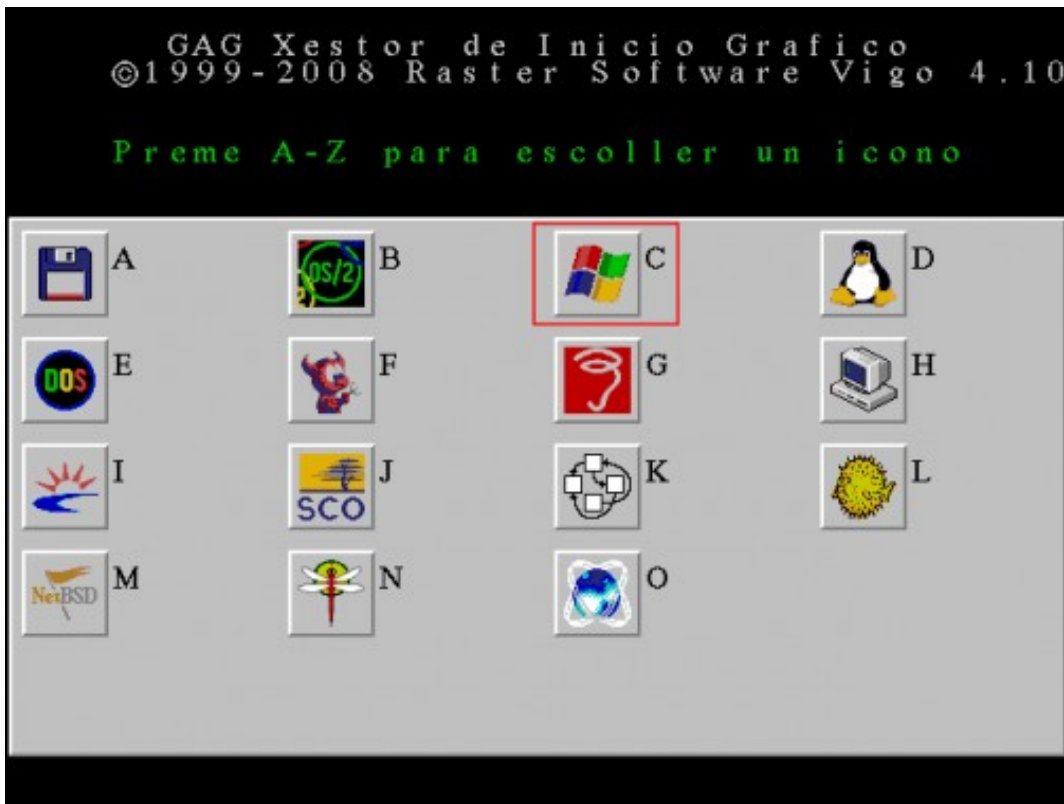 GAG Xestor de Inicio Grafico
©1999-2008 Raster Software Vigo 4.10
Preme A-Z para escoller un icono
A
OS/2
B
C
D
DOS
E
F
G
H
I
SCO
J
K
L
NetBSD
M
N
O